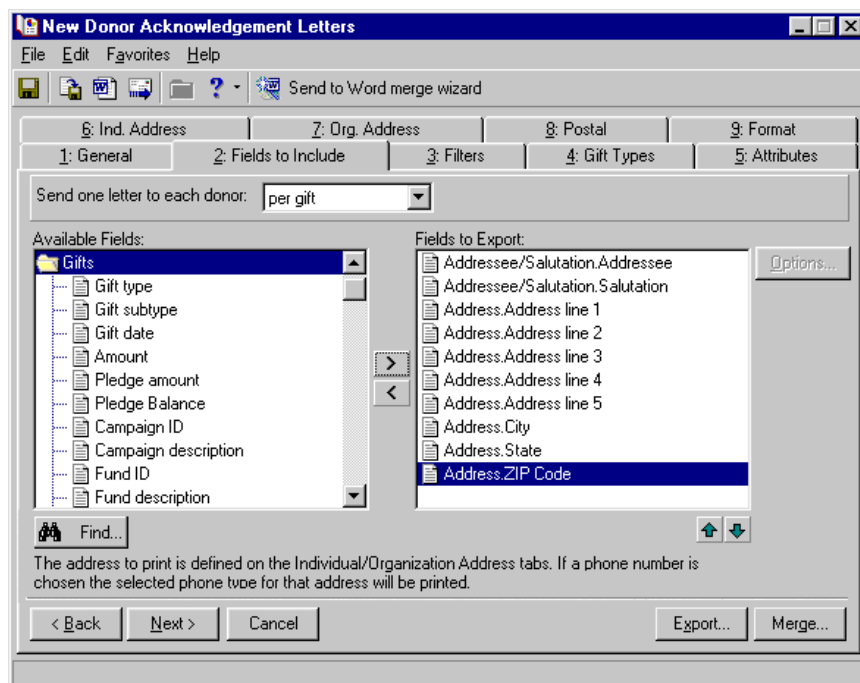 New Donor Acknowledgement Letters
File Edit Favorites Help
? Send to Word merge wizard
6: Ind. Address 7: Org. Address 8: Postal 9: Format
1: General 2: Fields to Include 3: Filters 4: Gift Types 5: Attributes
Send one letter to each donor: per gift
Available Fields:
Gifts
Gift type
Gift subtype
Gift date
Amount
Pledge amount
Pledge Balance
Campaign ID
Campaign description
Fund ID
Fund description
Find...
>
<
Fields to Export:
Addressee/Salutation.Addressee
Addressee/Salutation.Salutation
Address.Address line 1
Address.Address line 2
Address.Address line 3
Address.Address line 4
Address.Address line 5
Address.City
Address.State
Address.ZIP Code
Options...
The address to print is defined on the Individual/Organization Address tabs. If a phone number is
chosen the selected phone type for that address will be printed.
< Back Next > Cancel Export... Merge...